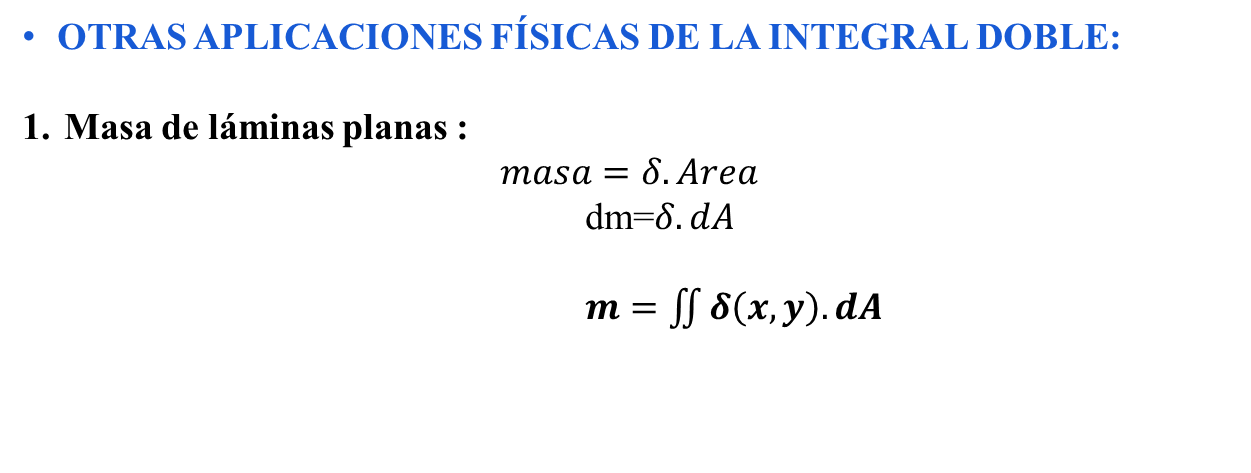 • OTRAS APLICACIONES FÍSICAS DE LA INTEGRAL DOBLE:
1. Masa de láminas planas :
masa = δ. Area
dm=δ. dA
m = ∬ δ(x, y). dA